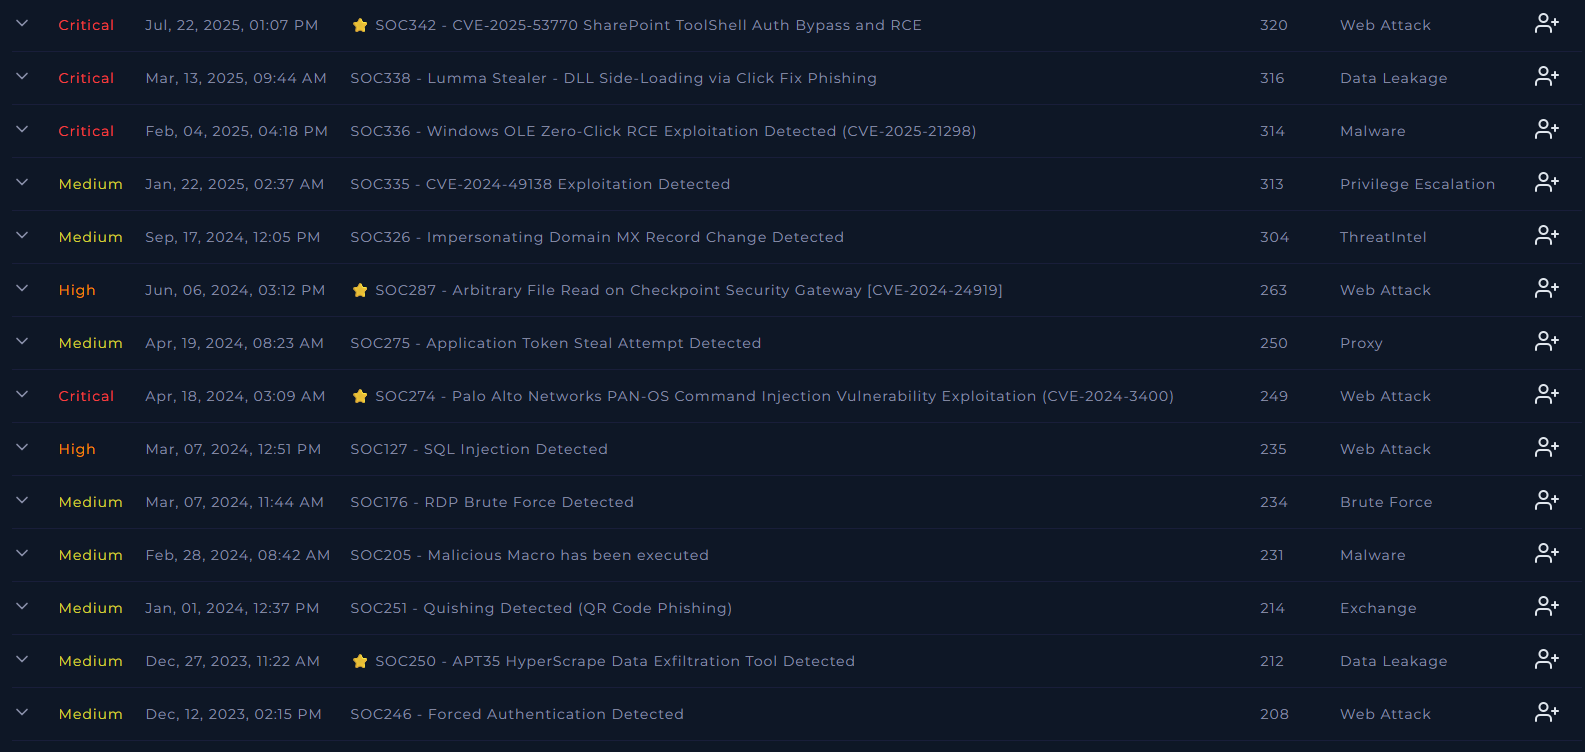 Critical Jul, 22, 2025, 01:07 PM SOC342 - CVE-2025-53770 SharePoint ToolShell Auth Bypass and RCE 320 Web Attack
Critical Mar, 13, 2025, 09:44 AM SOC338 - Lumma Stealer - DLL Side-Loading via Click Fix Phishing 316 Data Leakage
Critical Feb, 04, 2025, 04:18 PM SOC336 - Windows OLE Zero-Click RCE Exploitation Detected (CVE-2025-21298) 314 Malware
Medium Jan, 22, 2025, 02:37 AM SOC335 - CVE-2024-49138 Exploitation Detected 313 Privilege Escalation
Medium Sep, 17, 2024, 12:05 PM SOC326 - Impersonating Domain MX Record Change Detected 304 ThreatIntel
High Jun, 06, 2024, 03:12 PM SOC287 - Arbitrary File Read on Checkpoint Security Gateway [CVE-2024-24919] 263 Web Attack
Medium Apr, 19, 2024, 08:23 AM SOC275 - Application Token Steal Attempt Detected 250 Proxy
Critical Apr, 18, 2024, 03:09 AM SOC274 - Palo Alto Networks PAN-OS Command Injection Vulnerability Exploitation (CVE-2024-3400) 249 Web Attack
High Mar, 07, 2024, 12:51 PM SOC127 - SQL Injection Detected 235 Web Attack
Medium Mar, 07, 2024, 11:44 AM SOC176 - RDP Brute Force Detected 234 Brute Force
Medium Feb, 28, 2024, 08:42 AM SOC205 - Malicious Macro has been executed 231 Malware
Medium Jan, 01, 2024, 12:37 PM SOC251 - Quishing Detected (QR Code Phishing) 214 Exchange
Medium Dec, 27, 2023, 11:22 AM SOC250 - APT35 HyperScrape Data Exfiltration Tool Detected 212 Data Leakage
Medium Dec, 12, 2023, 02:15 PM SOC246 - Forced Authentication Detected 208 Web Attack